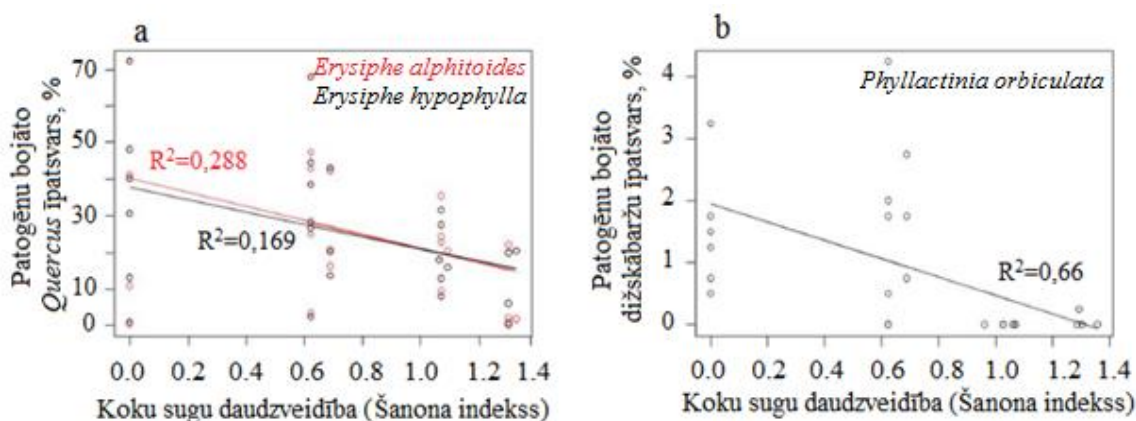 a
Erysiphe alphitoides
Erysiphe hypophylla
R²=0,288
R²=0,169
Patogēnu bojāto
Quercus īpatsvars, %
70
50
30
10
0
0.0 0.2 0.4 0.6 0.8 1.0 1.2 1.4
Koku sugu daudzveidība (Šanona indekss)
b
Phyllactinia orbiculata
R²=0,66
Patogēnu bojāto
dižskābaržu īpatsvars, %
4
3
2
1
0
0.0 0.2 0.4 0.6 0.8 1.0 1.2 1.4
Koku sugu daudzveidība (Šanona indekss)